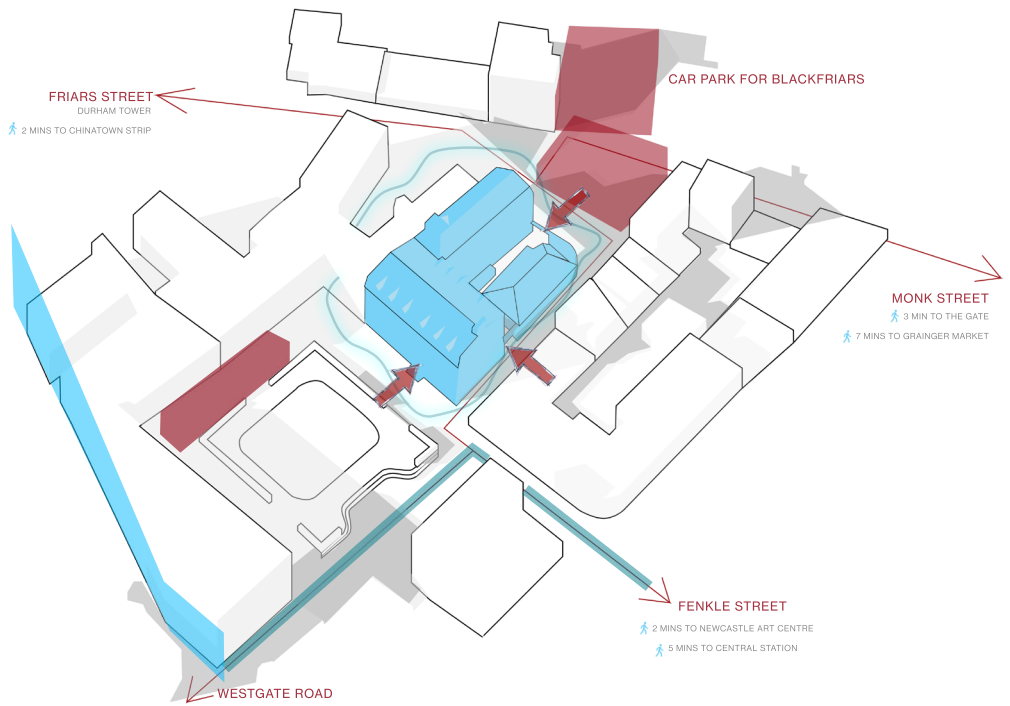 CAR PARK FOR BLACKFRIARS
FRIARS STREET
DURHAM TOWER
2 MINS TO CHINATOWN STRIP
MONK STREET
3 MIN TO THE GATE
7 MINS TO GRAINGER MARKET
FENKLE STREET
2 MINS TO NEWCASTLE ART CENTRE
5 MINS TO CENTRAL STATION
WESTGATE ROAD